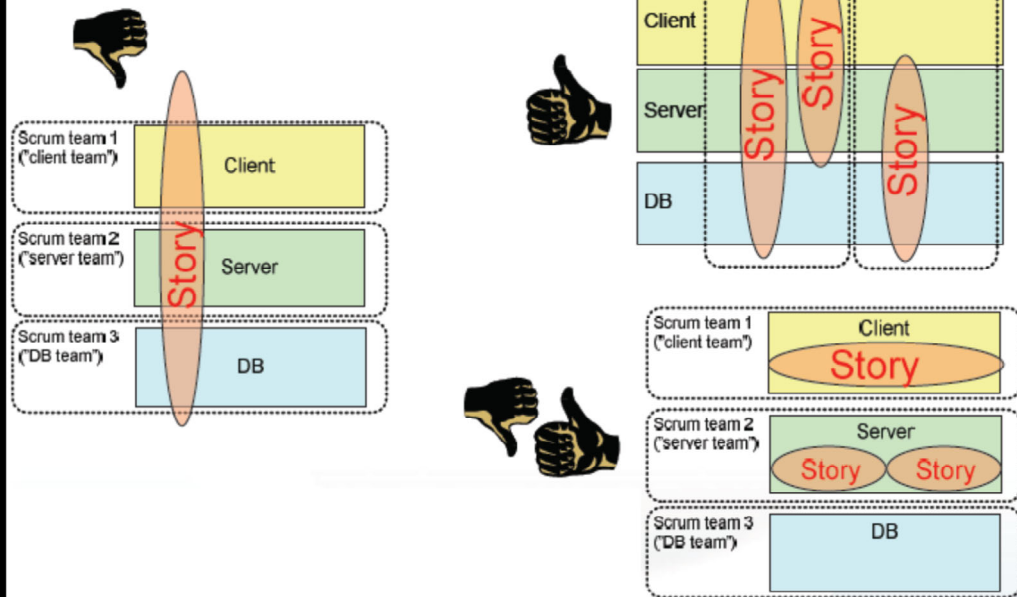 Scrum team 1
("client team")
Client
Scrum team 2
("server team")
Server
Scrum team 3
("DB team")
DB
Story
Client
Server
DB
Story
Story
Story
Scrum team 1
("client team")
Client
Story
Scrum team 2
("server team")
Server
Story
Story
Scrum team 3
("DB team")
DB